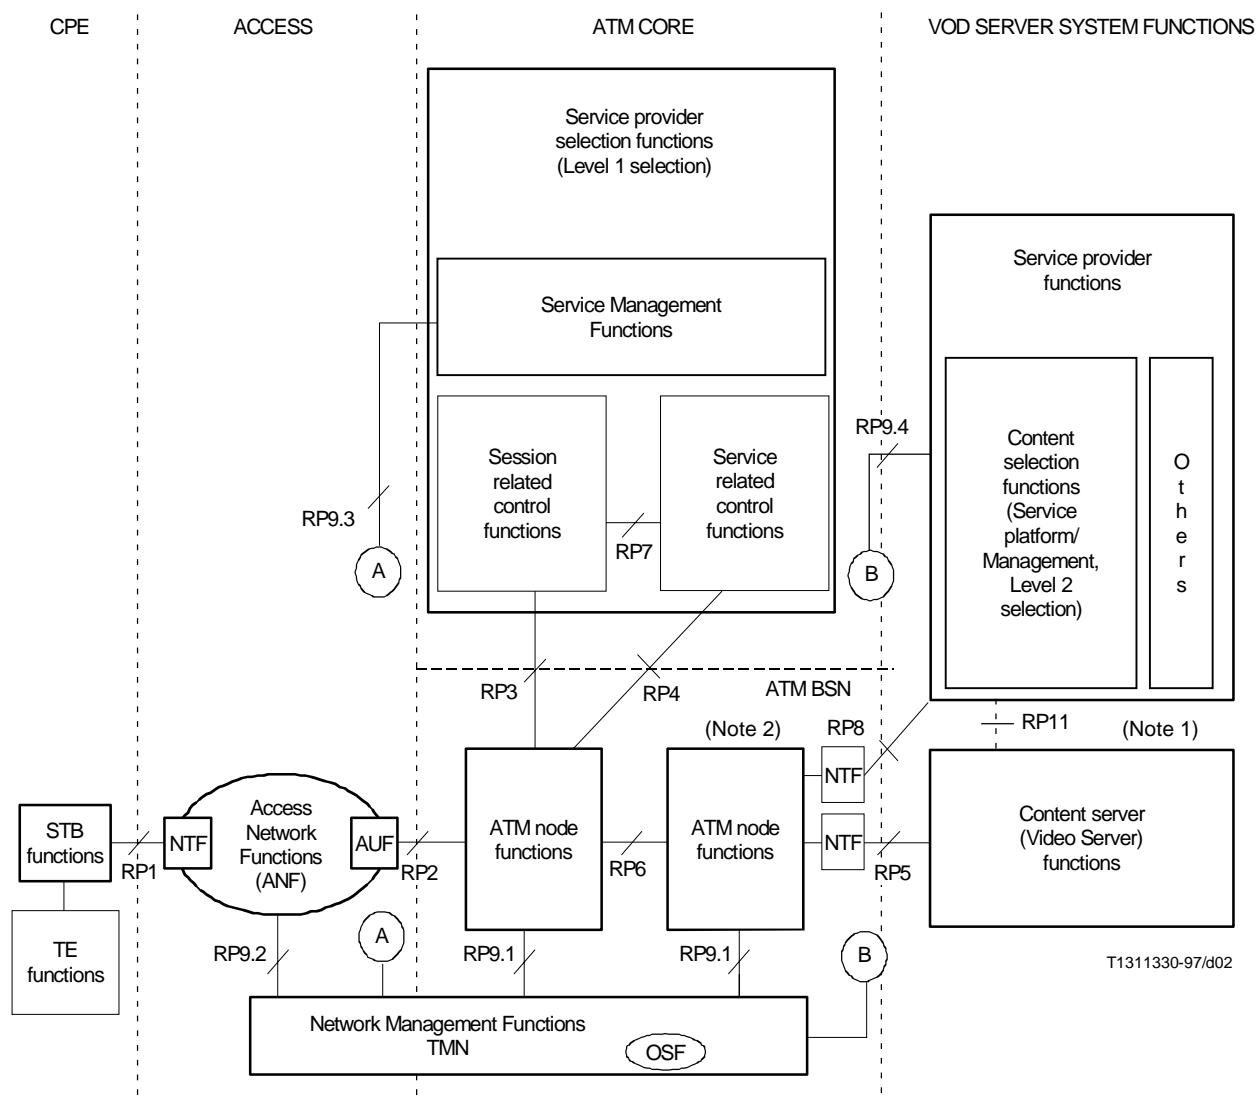 CPE
ACCESS
ATM CORE
VOD SERVER SYSTEM FUNCTIONS
Service provider
selection functions
(Level 1 selection)
Service Management
Functions
Session
related
control
functions
Service
related
control
functions
RP7
RP9.3
A
RP3
RP4
ATM BSN
RP9.4
B
Service provider
functions
Content
selection
functions
(Service
platform/
Management,
Level 2
selection)
O
t
h
e
r
s
RP11
(Note 1)
(Note 2)
RP8
NTF
STB
functions
RP1
NTF
Access
Network
Functions
(ANF)
AUF
RP2
ATM node
functions
RP6
ATM node
functions
NTF
RP5
Content server
(Video Server)
functions
TE
functions
RP9.2
A
RP9.1
RP9.1
B
T1311330-97/d02
Network Management Functions
TMN
OSF